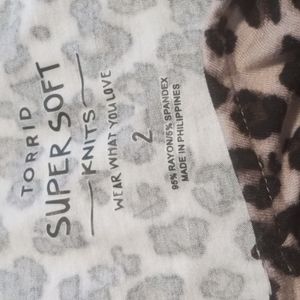 TORRID
SUPER SOFT
KNITS
WEAR WHAT YOU LOVE
2
95% RAYON/5% SPANDEX
MADE IN PHILIPPINES